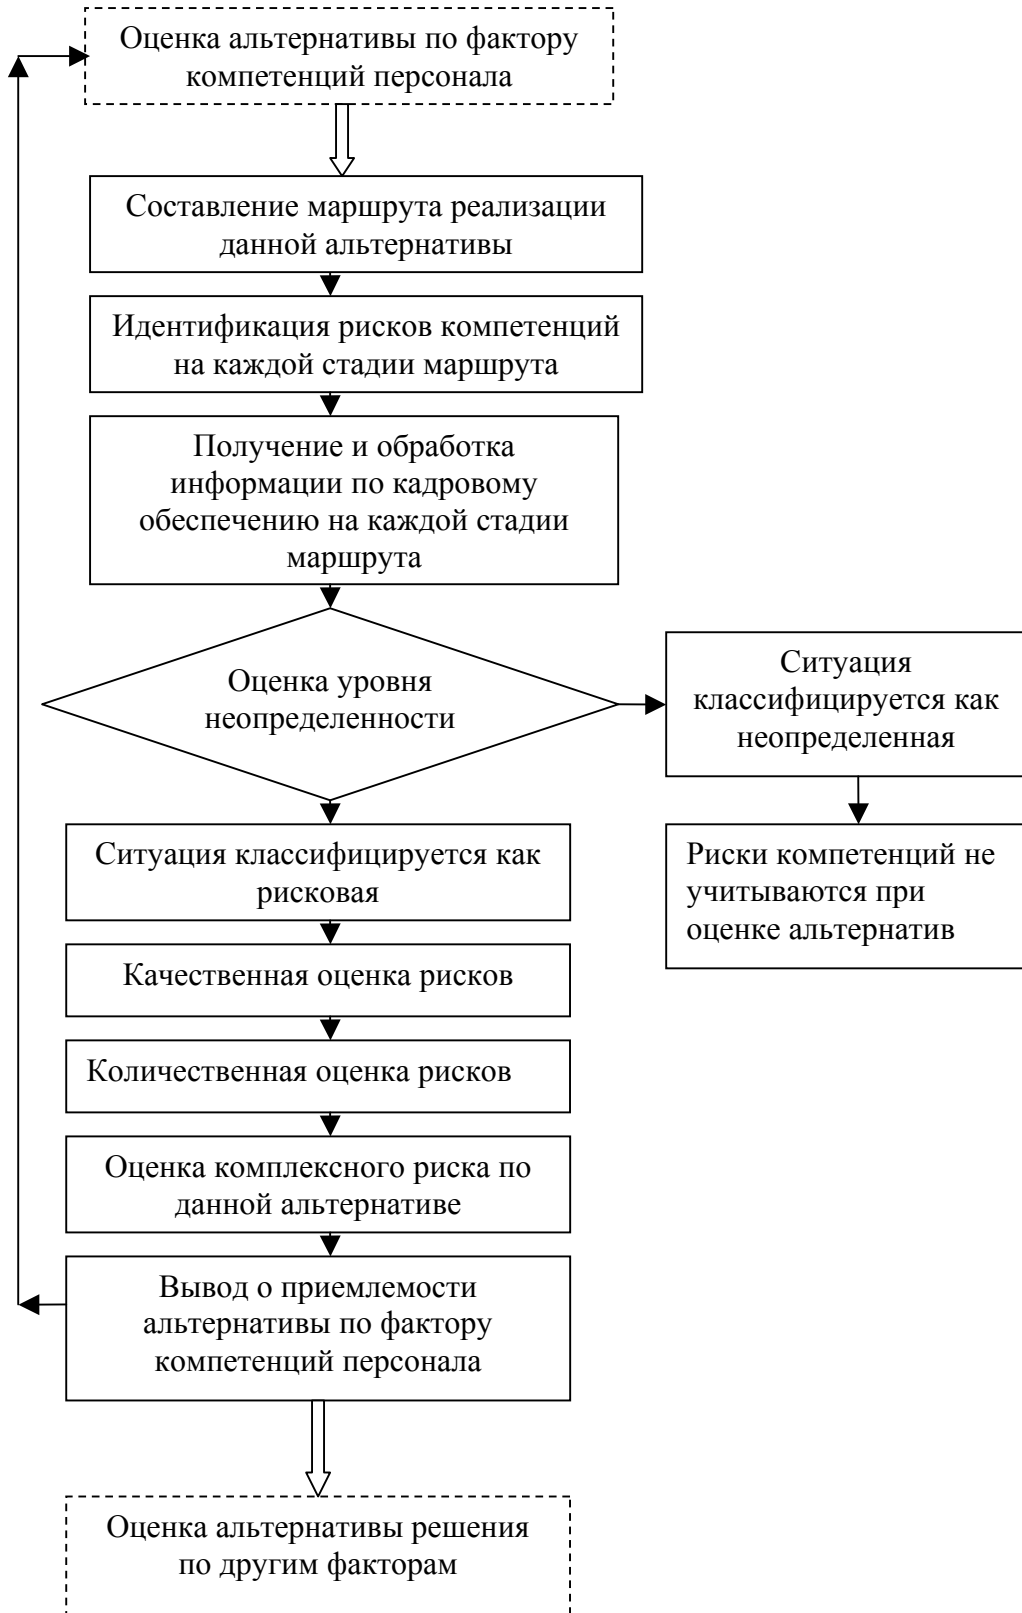 Оценка альтернативы по фактору
компетенций персонала
Составление маршрута реализации
данной альтернативы
Идентификация рисков компетенций
на каждой стадии маршрута
Получение и обработка
информации по кадровому
обеспечению на каждой стадии
маршрута
Оценка уровня
неопределенности
Ситуация
классифицируется как
неопределенная
Риски компетенций не
учитываются при
оценке альтернатив
Ситуация классифицируется как
рисковая
Качественная оценка рисков
Количественная оценка рисков
Оценка комплексного риска по
данной альтернативе
Вывод о приемлемости
альтернативы по фактору
компетенций персонала
Оценка альтернативы решения
по другим факторам